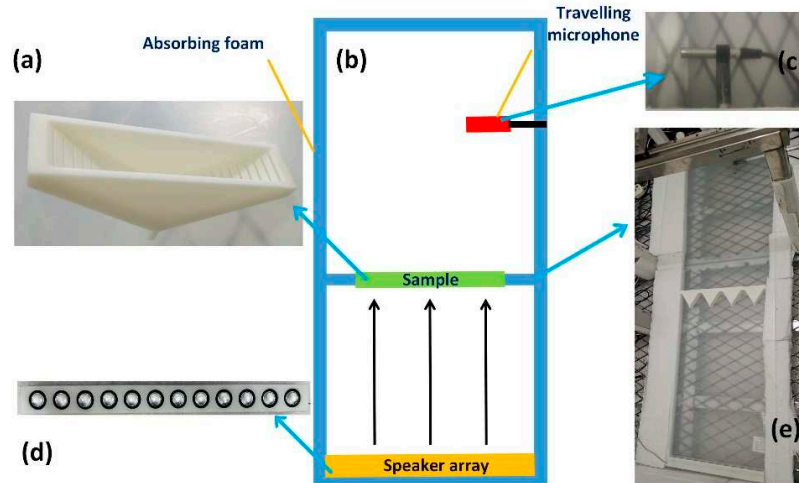 Travelling
microphone
Absorbing foam
(a)
(b)
(c)
Sample
(d)
Speaker array
(e)